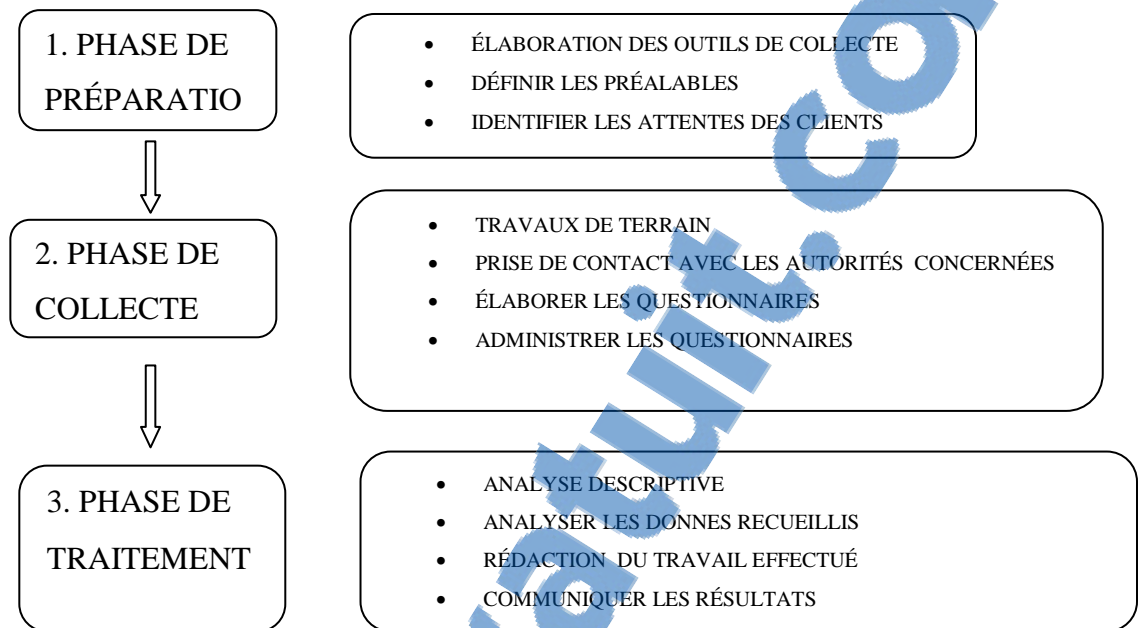 1. PHASE DE
PRÉPARATIO
• ÉLABORATION DES OUTILS DE COLLECTE
• DÉFINIR LES PRÉALABLES
• IDENTIFIER LES ATTENTES DES CLIENTS
2. PHASE DE
COLLECTE
• TRAVAUX DE TERRAIN
• PRISE DE CONTACT AVEC LES AUTORITÉS CONCERNÉES
• ÉLABORER LES QUESTIONNAIRES
• ADMINISTRER LES QUESTIONNAIRES
3. PHASE DE
TRAITEMENT
• ANALYSE DESCRIPTIVE
• ANALYSER LES DONNES RECUEILLIS
• RÉDACTION DU TRAVAIL EFFECTUÉ
• COMMUNIQUER LES RÉSULTATS
atuit.co